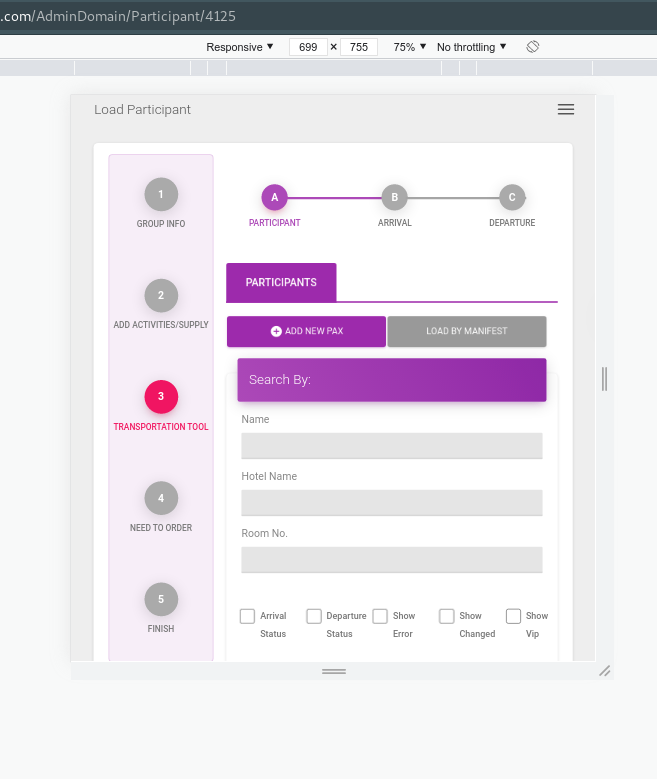 .com/AdminDomain/Participant/4125
Responsive ▼ 699 × 755 75% ▼ No throttling ▼
Load Participant
1
GROUP INFO
2
ADD ACTIVITIES/SUPPLY
3
TRANSPORTATION TOOL
4
NEED TO ORDER
5
FINISH
A B C
PARTICIPANT ARRIVAL DEPARTURE
PARTICIPANTS
ADD NEW PAX LOAD BY MANIFEST
Search By:
Name
Hotel Name
Room No.
Arrival Status
Departure Status
Show Error
Show Changed
Show Vip